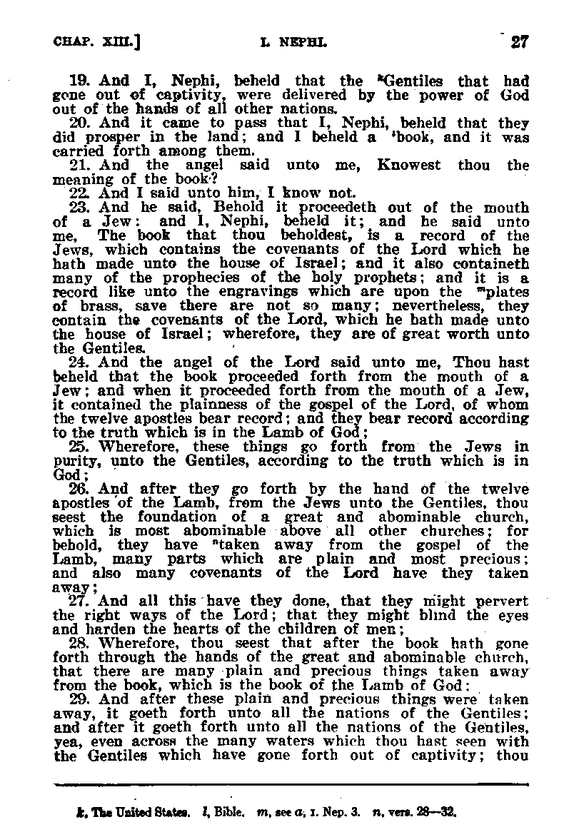 CHAP. XIII.] I. NEPHI. 27
19. And I, Nephi, beheld that the kGentiles that had
gone out of captivity, were delivered by the power of God
out of the hands of all other nations.
20. And it came to pass that I, Nephi, beheld that they
did prosper in the land; and I beheld a lbook, and it was
carried forth among them.
21. And the angel said unto me, Knowest thou the
meaning of the book?
22. And I said unto him, I know not.
23. And he said, Behold it proceedeth out of the mouth
of a Jew: and I, Nephi, beheld it; and he said unto
me, The book that thou beholdest, is a record of the
Jews, which contains the covenants of the Lord which he
hath made unto the house of Israel; and it also containeth
many of the prophecies of the holy prophets; and it is a
record like unto the engravings which are upon the mplates
of brass, save there are not so many; nevertheless, they
contain the covenants of the Lord, which he hath made unto
the house of Israel; wherefore, they are of great worth unto
the Gentiles.
24. And the angel of the Lord said unto me, Thou hast
beheld that the book proceeded forth from the mouth of a
Jew; and when it proceeded forth from the mouth of a Jew,
it contained the plainness of the gospel of the Lord, of whom
the twelve apostles bear record; and they bear record according
to the truth which is in the Lamb of God;
25. Wherefore, these things go forth from the Jews in
purity, unto the Gentiles, according to the truth which is in
God;
26. And after they go forth by the hand of the twelve
apostles of the Lamb, from the Jews unto the Gentiles, thou
seest the foundation of a great and abominable church,
which is most abominable above all other churches; for
behold, they have ntaken away from the gospel of the
Lamb, many parts which are plain and most precious;
and also many covenants of the Lord have they taken
away;
27. And all this have they done, that they might pervert
the right ways of the Lord; that they might blind the eyes
and harden the hearts of the children of men;
28. Wherefore, thou seest that after the book hath gone
forth through the hands of the great and abominable church,
that there are many plain and precious things taken away
from the book, which is the book of the Lamb of God:
29. And after these plain and precious things were taken
away, it goeth forth unto all the nations of the Gentiles;
and after it goeth forth unto all the nations of the Gentiles,
yea, even across the many waters which thou hast seen with
the Gentiles which have gone forth out of captivity; thou
k, The United States. l, Bible. m, see a, I. Nep. 3. n, vers. 28—32.